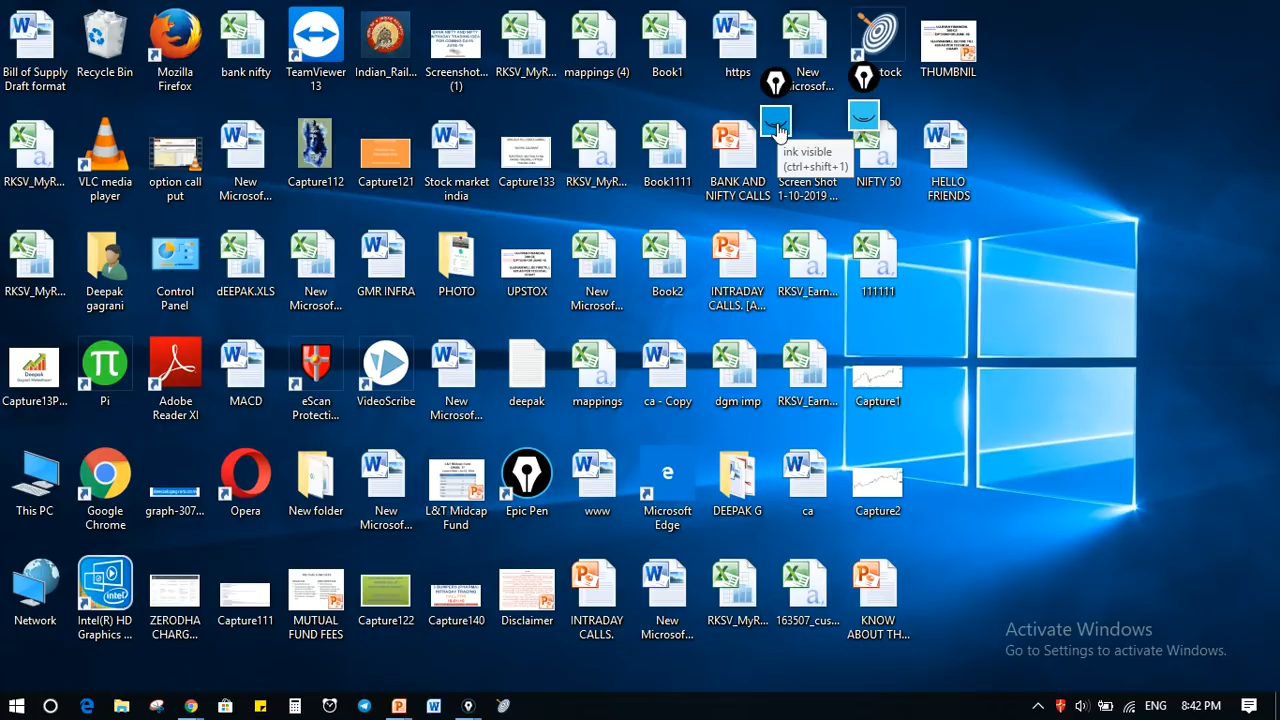 Bill of Supply
Draft format
Recycle Bin
Mozilla
Firefox
bank nifty
TeamViewer
13
Indian_Rail...
Screenshot...
(1)
RKSV_MyR...
mappings (4)
Book1
https
New
Microsof...
stock
THUMBNIL
RKSV_MyR...
VLC media
player
option call
put
New
Microsof...
Capture112
Capture121
Stock market
india
Capture133
RKSV_MyR...
Book1111
BANK AND
NIFTY CALLS
Screen Shot
1-10-2019 ...
NIFTY 50
HELLO
FRIENDS
ink visible
(ctrl+shift+1)
RKSV_MyR...
Deepak
gagrani
Control
Panel
dEEPAK.XLS
New
Microsof...
GMR INFRA
PHOTO
UPSTOX
New
Microsof...
Book2
INTRADAY
CALLS. [A...
RKSV_Earn...
111111
Capture13P...
Pi
Adobe
Reader XI
MACD
eScan
Protecti...
VideoScribe
New
Microsof...
deepak
mappings
ca - Copy
dgm imp
RKSV_Earn...
Capture1
This PC
Google
Chrome
graph-307...
Opera
New folder
New
Microsof...
L&T Midcap
Fund
Epic Pen
www
Microsoft
Edge
DEEPAK G
ca
Capture2
Network
Intel(R) HD
Graphics ...
ZERODHA
CHARG...
Capture111
MUTUAL
FUND FEES
Capture122
Capture140
Disclaimer
INTRADAY
CALLS.
New
Microsof...
RKSV_MyR...
163507_cus...
KNOW
ABOUT TH...
Activate Windows
Go to Settings to activate Windows.
ENG
8:42 PM